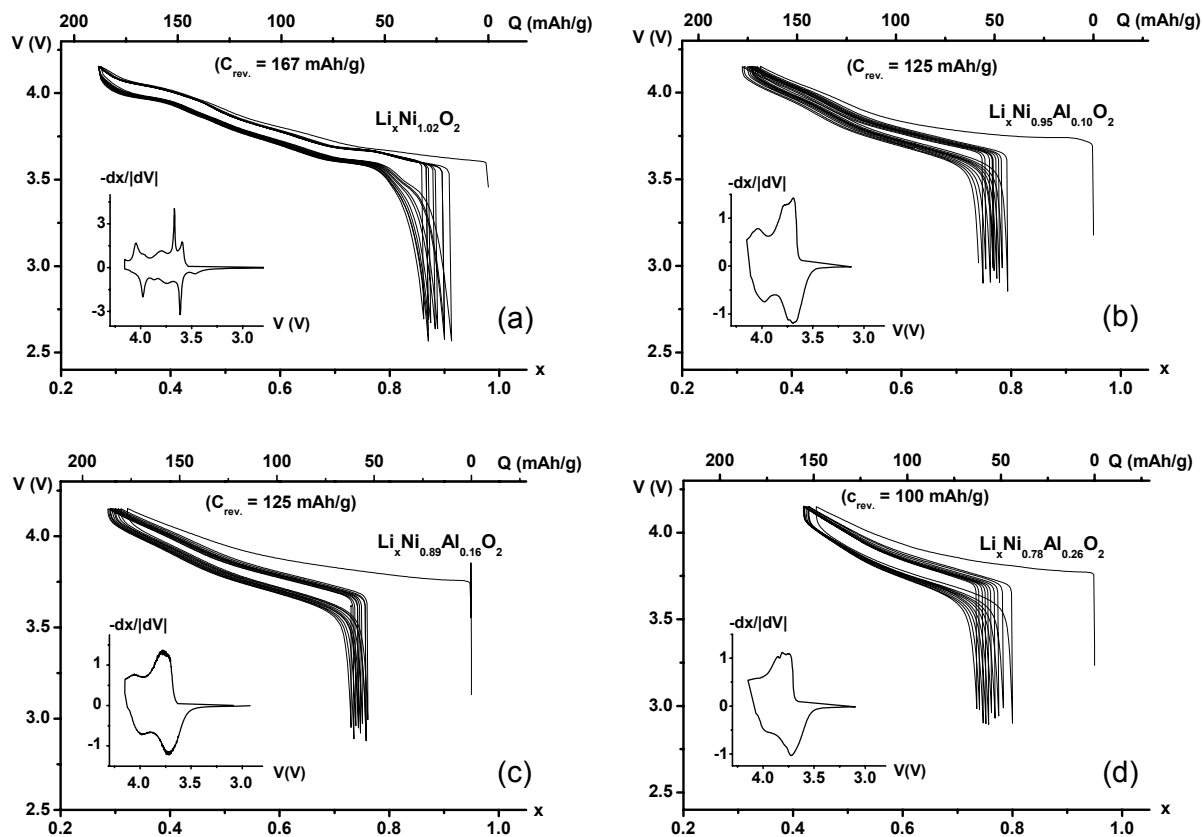 200 150 100 50 0 Q (mAh/g)
V (V)
(C_rev. = 167 mAh/g)
Li_xNi_1.02O_2
4.0
3.5
3.0
2.5
-dx/|dV|
3
0
-3
4.0 3.5 3.0
V (V)
(a)
0.2 0.4 0.6 0.8 1.0 x
200 150 100 50 0 Q (mAh/g)
V (V)
(C_rev. = 125 mAh/g)
Li_xNi_0.95Al_0.10O_2
4.0
3.5
3.0
2.5
-dx/|dV|
1
0
-1
4.0 3.5 3.0
V(V)
(b)
0.2 0.4 0.6 0.8 1.0 x
200 150 100 50 0 Q (mAh/g)
V (V)
(C_rev. = 125 mAh/g)
Li_xNi_0.89Al_0.16O_2
4.0
3.5
3.0
2.5
-dx/|dV|
1
0
-1
4.0 3.5 3.0
V(V)
(c)
0.2 0.4 0.6 0.8 1.0 x
200 150 100 50 0 Q (mAh/g)
V (V)
(c_rev. = 100 mAh/g)
Li_xNi_0.78Al_0.26O_2
4.0
3.5
3.0
2.5
-dx/|dV|
1
0
-1
4.0 3.5 3.0
V(V)
(d)
0.2 0.4 0.6 0.8 1.0 x